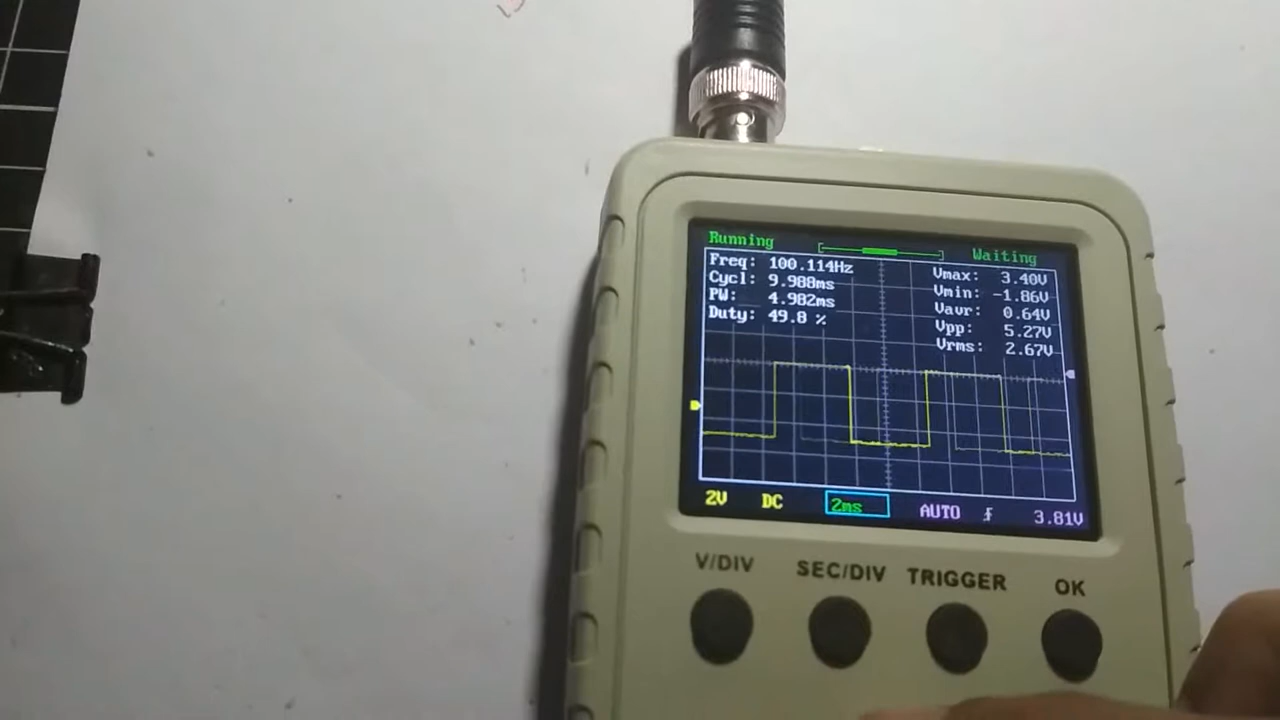 Running Waiting
Freq: 100.114Hz
Cycl: 9.988ms
PW: 4.982ms
Duty: 49.8 %
Vmax: 3.40V
Vmin: -1.86V
Vavr: 0.64V
Vpp: 5.27V
Vrms: 2.67V
2V DC 2ms AUTO 3.81V
V/DIV SEC/DIV TRIGGER OK